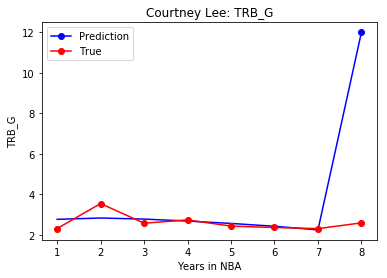 Courtney Lee: TRB_G
Prediction
True
12
10
8
6
4
2
TRB_G
1 2 3 4 5 6 7 8
Years in NBA